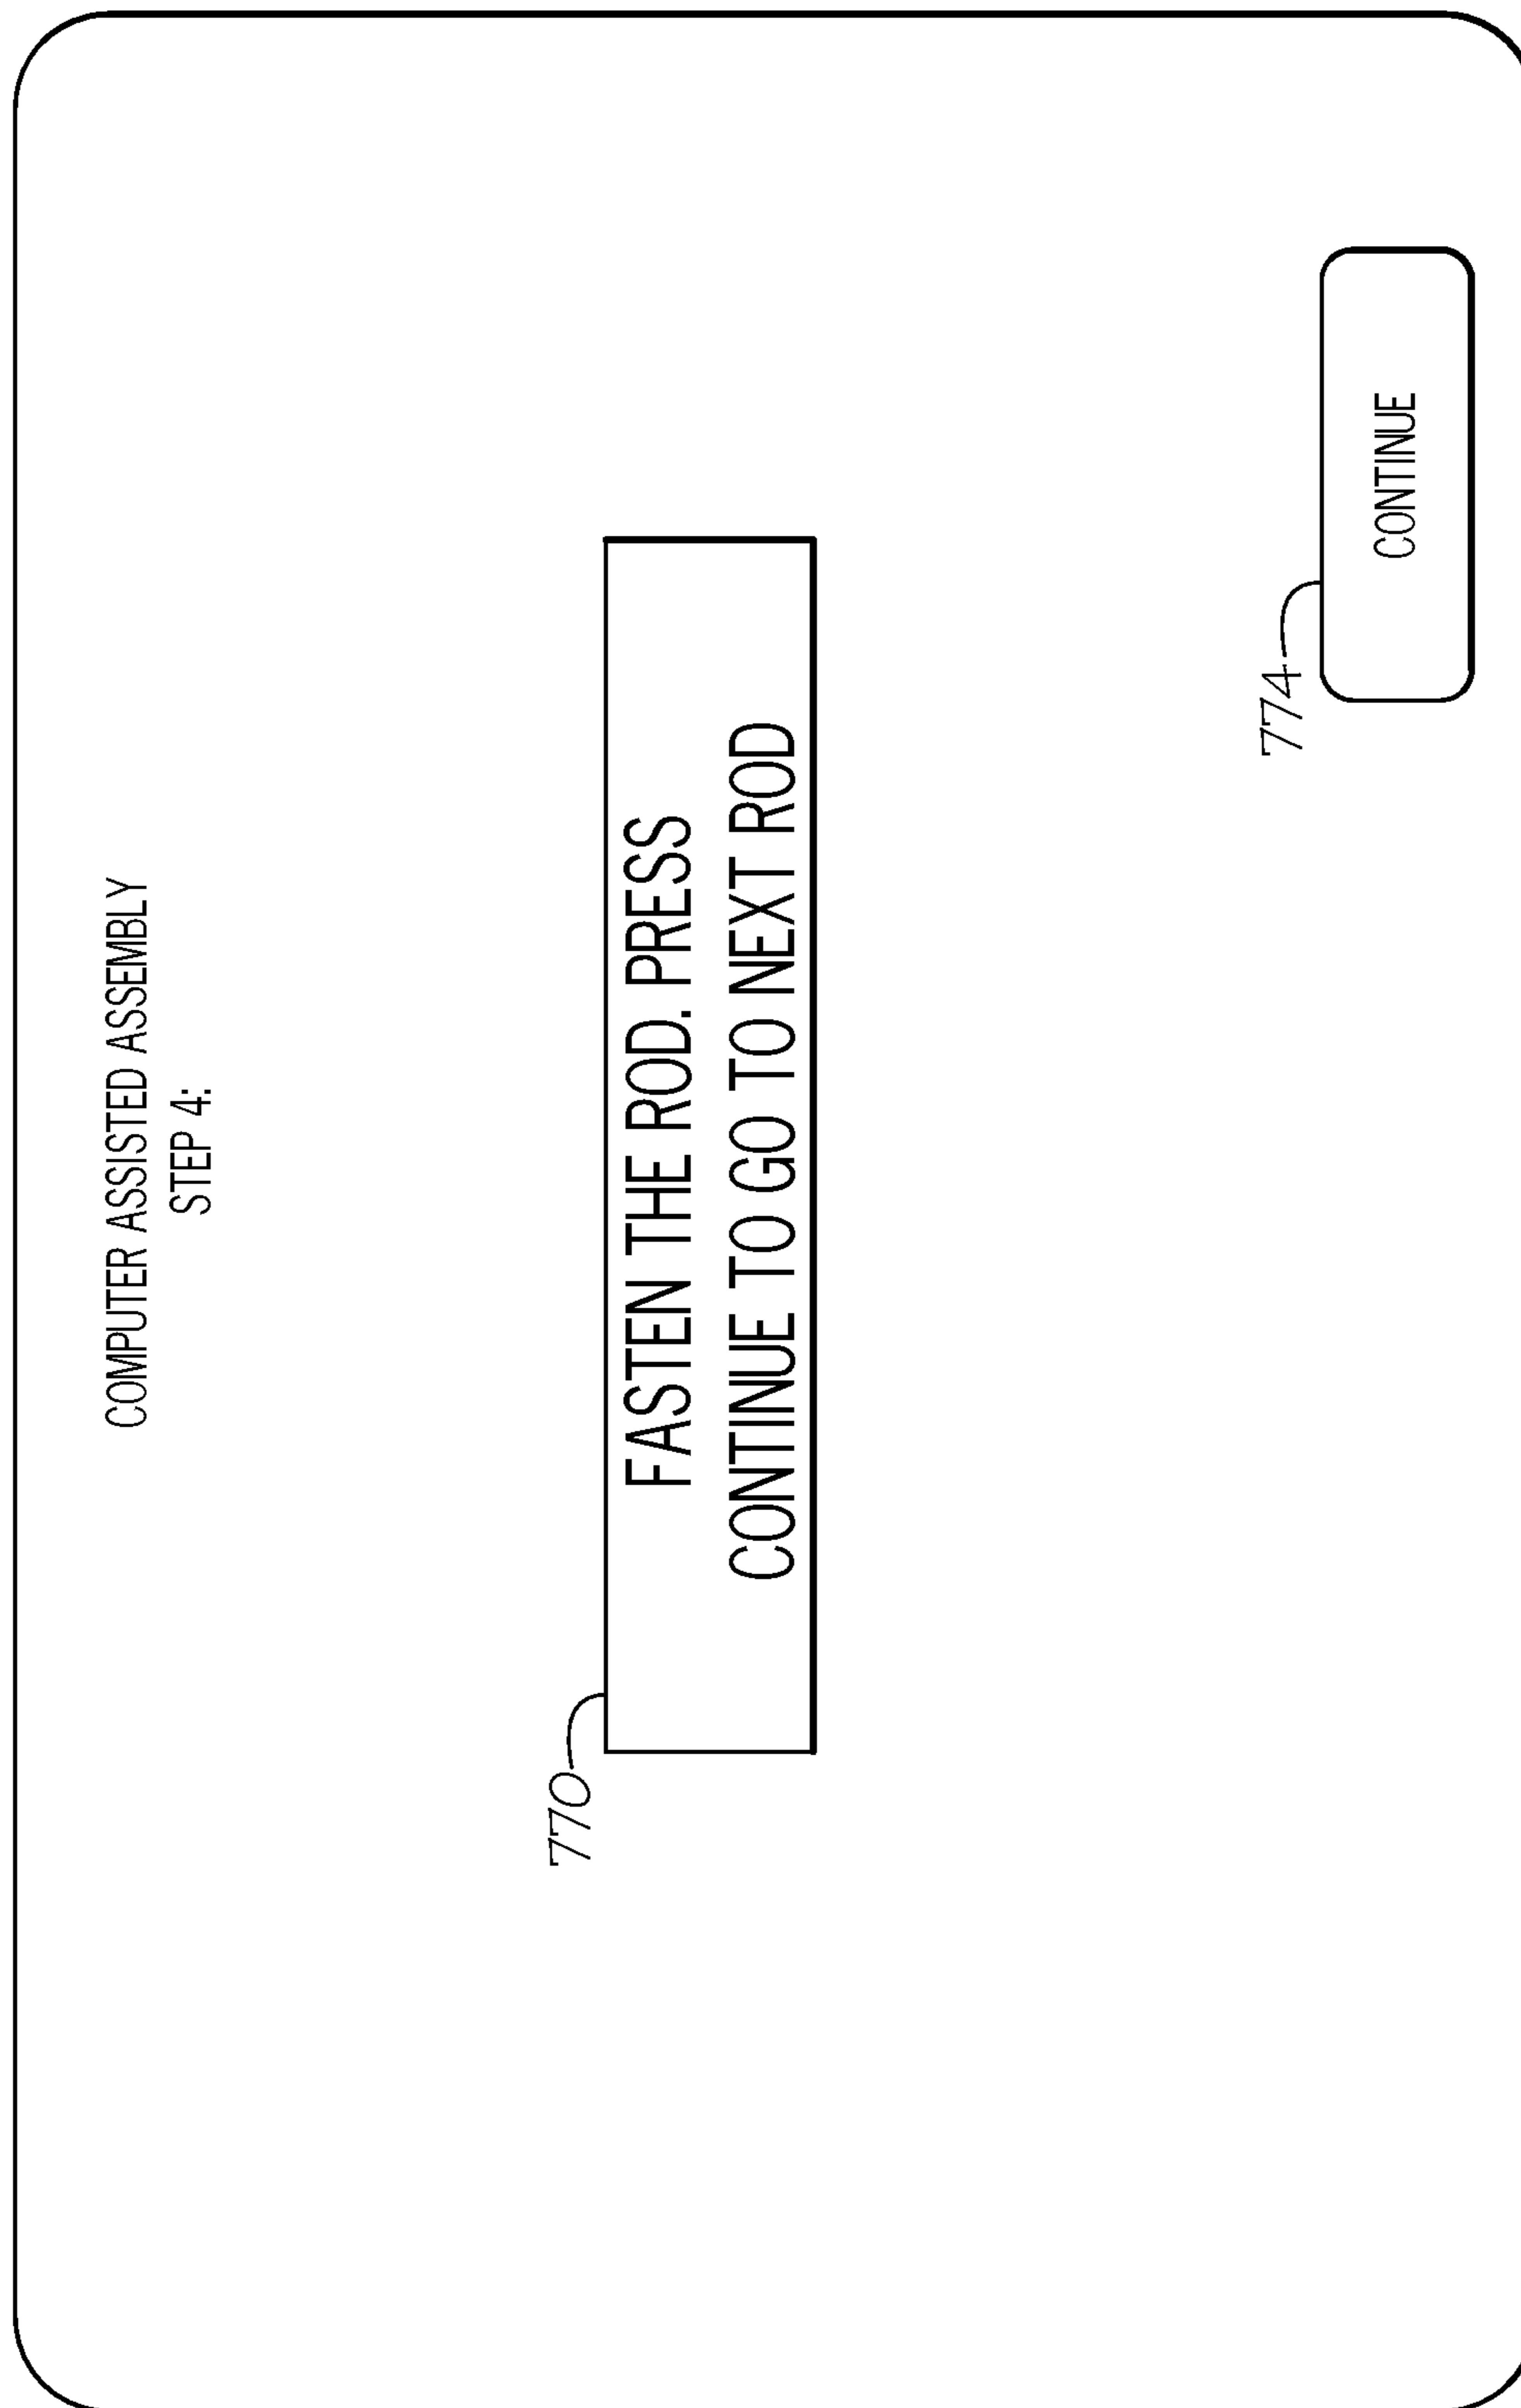 COMPUTER ASSISTED ASSEMBLY
STEP 4:
770
FASTEN THE ROD. PRESS
CONTINUE TO GO TO NEXT ROD
774
CONTINUE